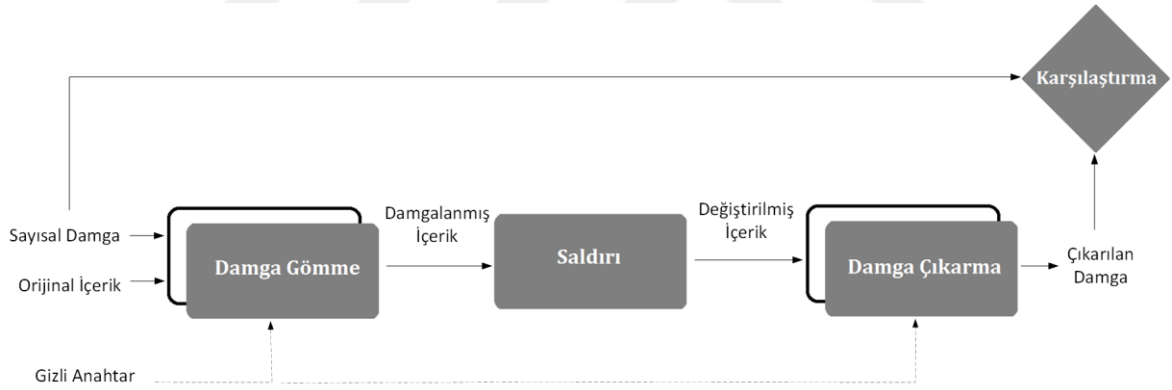 Karşılaştırma
Sayısal Damga
Orijinal İçerik
Damga Gömme
Damgalanmış
İçerik
Saldırı
Değiştirilmiş
İçerik
Damga Çıkarma
Çıkarılan
Damga
Gizli Anahtar